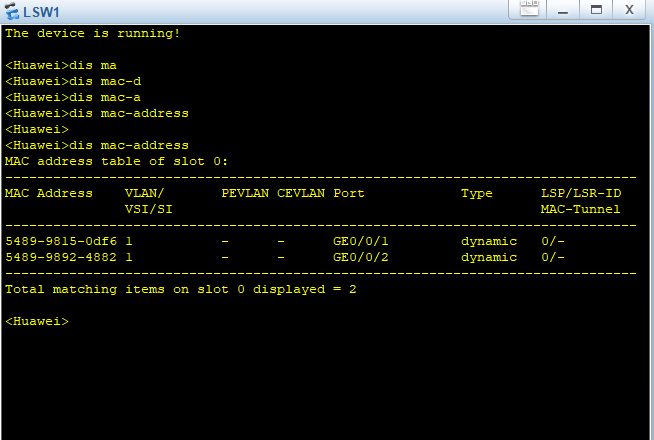 LSW1
The device is running!
<Huawei>dis ma
<Huawei>dis mac-d
<Huawei>dis mac-a
<Huawei>dis mac-address
<Huawei>
<Huawei>dis mac-address
MAC address table of slot 0:
-------------------------------------------------------------------------------
MAC Address    VLAN/       PEVLAN CEVLAN Port            Type      LSP/LSR-ID
               VSI/SI                                              MAC-Tunnel
-------------------------------------------------------------------------------
5489-9815-0df6 1           -      -      GE0/0/1         dynamic   0/-
5489-9892-4882 1           -      -      GE0/0/2         dynamic   0/-
-------------------------------------------------------------------------------
Total matching items on slot 0 displayed = 2
<Huawei>